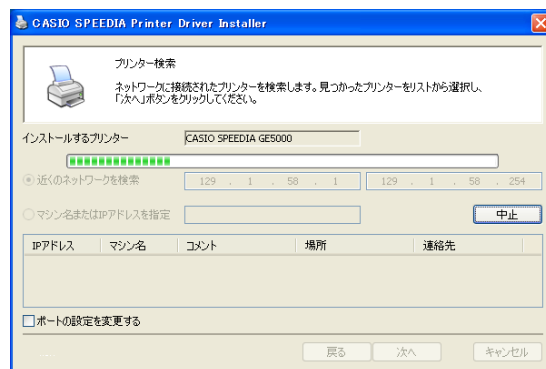 CASIO SPEEDIA Printer Driver Installer
プリンター検索
ネットワークに接続されたプリンターを検索します。見つかったプリンターをリストから選択し、
「次へ」ボタンをクリックしてください。
インストールするプリンター CASIO SPEEDIA GE5000
近くのネットワークを検索 129 . 1 . 58 . 1 129 . 1 . 58 . 254
マシン名またはIPアドレスを指定 中止
IPアドレス マシン名 コメント 場所 連絡先
ポートの設定を変更する
戻る 次へ キャンセル